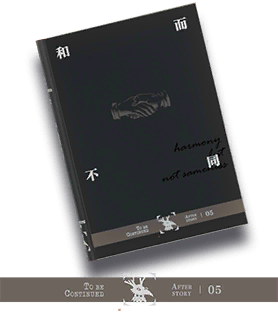 和 而
不 同
harmony
not sameness
TO BE
CONTINUED
AFTER
STORY
05
TO BE
CONTINUED
AFTER
STORY
05